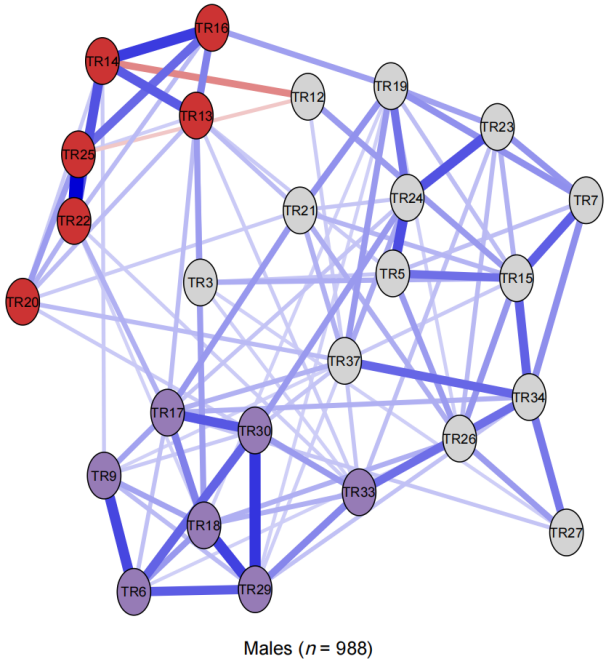 TR16
TR14
TR19
TR12
TR13
TR23
TR25
TR24
TR7
TR21
TR22
TR5
TR15
TR3
TR20
TR37
TR34
TR17
TR30
TR26
TR9
TR33
TR18
TR27
TR6
TR29
Males (n = 988)